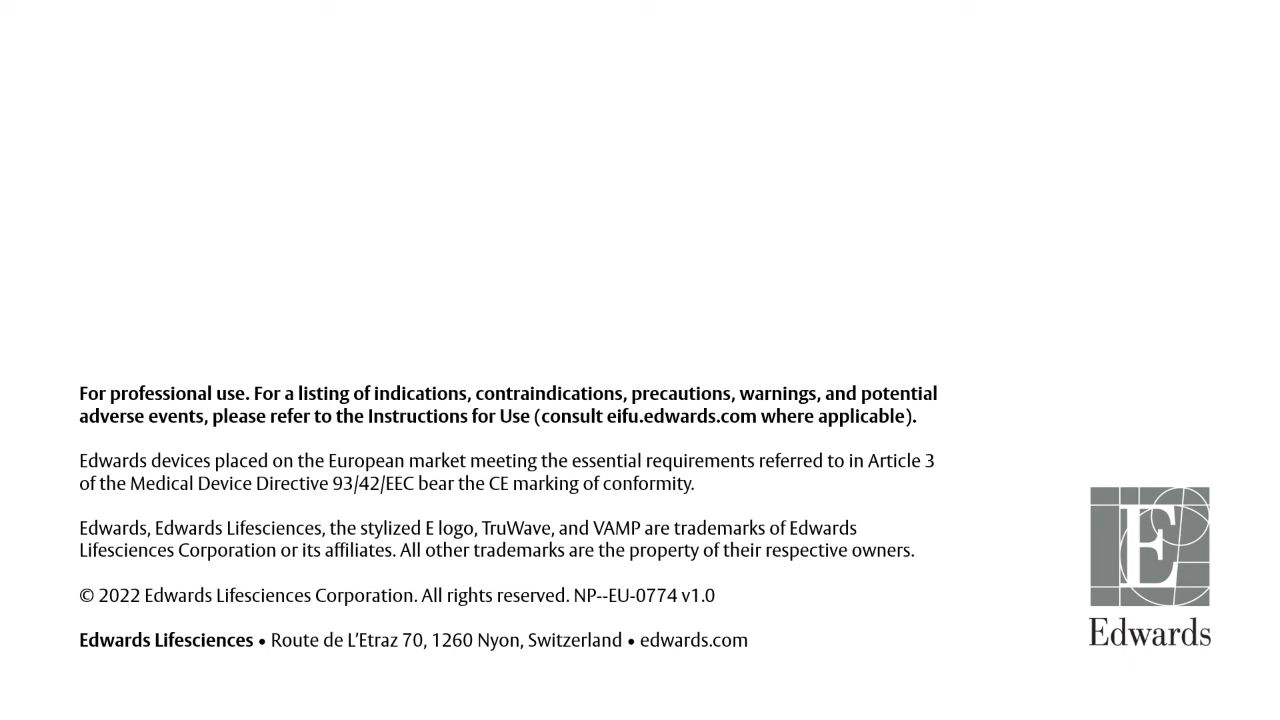 For professional use. For a listing of indications, contraindications, precautions, warnings, and potential
adverse events, please refer to the Instructions for Use (consult eifu.edwards.com where applicable).
Edwards devices placed on the European market meeting the essential requirements referred to in Article 3
of the Medical Device Directive 93/42/EEC bear the CE marking of conformity.
Edwards, Edwards Lifesciences, the stylized E logo, TruWave, and VAMP are trademarks of Edwards
Lifesciences Corporation or its affiliates. All other trademarks are the property of their respective owners.
© 2022 Edwards Lifesciences Corporation. All rights reserved. NP--EU-0774 v1.0
Edwards Lifesciences • Route de L’Etraz 70, 1260 Nyon, Switzerland • edwards.com
E
Edwards